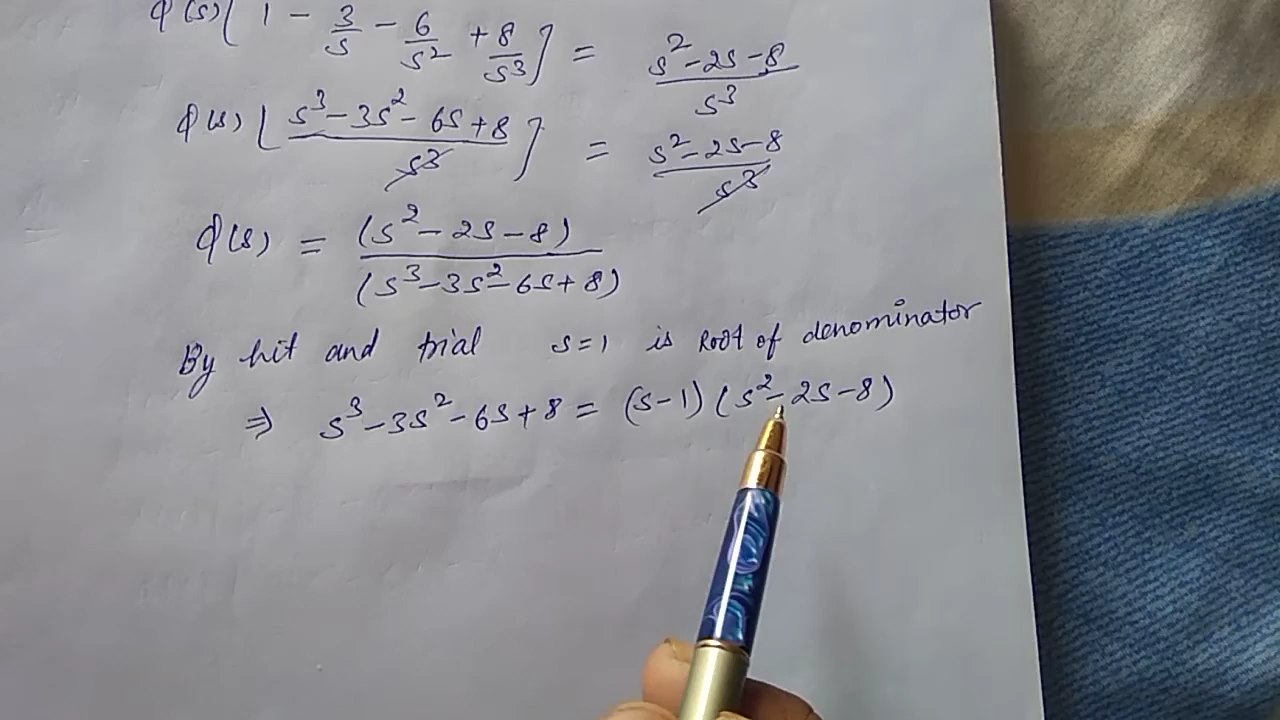 φ(s)[1 - 3/s - 6/s² + 8/s³] = s²-2s-8/s³
φ(s)[s³-3s²-6s+8/s³] = s²-2s-8/s³
φ(s) = (s²-2s-8)/(s³-3s²-6s+8)
By hit and trial s=1 is Root of denominator
⇒ s³-3s²-6s+8 = (s-1)(s²-2s-8)